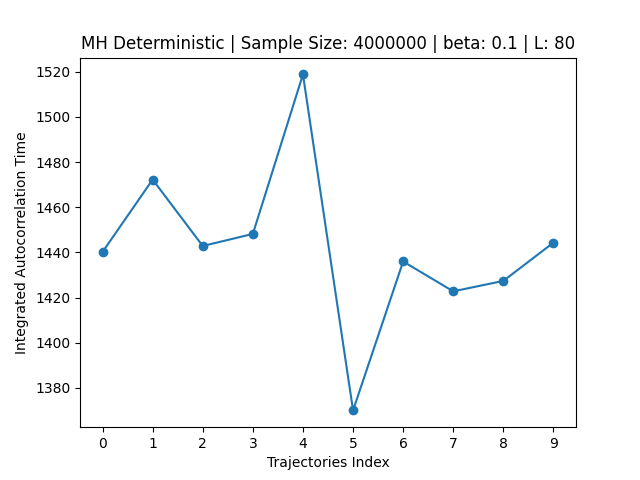 MH Deterministic | Sample Size: 4000000 | beta: 0.1 | L: 80
1520
1500
1480
1460
1440
1420
1400
1380
Integrated Autocorrelation Time
0 1 2 3 4 5 6 7 8 9
Trajectories Index